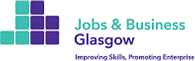 Jobs & Business
Glasgow
Improving Skills, Promoting Enterprise